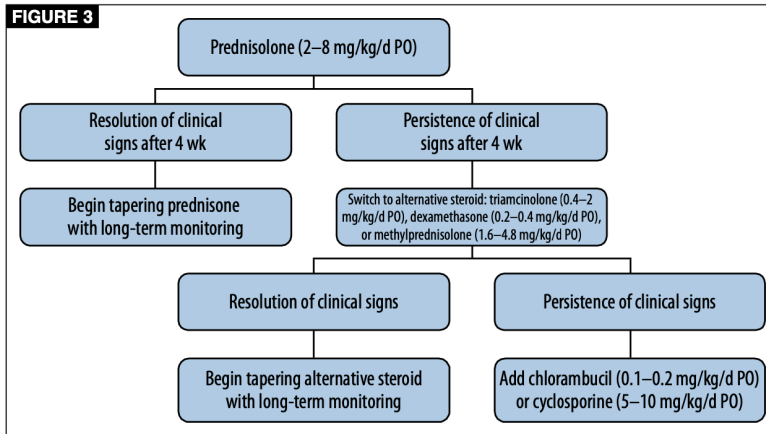 FIGURE 3
Prednisolone (2–8 mg/kg/d PO)
Resolution of clinical
signs after 4 wk
Persistence of clinical
signs after 4 wk
Begin tapering prednisone
with long-term monitoring
Switch to alternative steroid: triamcinolone (0.4–2
mg/kg/d PO), dexamethasone (0.2–0.4 mg/kg/d PO),
or methylprednisolone (1.6–4.8 mg/kg/d PO)
Resolution of clinical signs
Persistence of clinical signs
Begin tapering alternative steroid
with long-term monitoring
Add chlorambucil (0.1–0.2 mg/kg/d PO)
or cyclosporine (5–10 mg/kg/d PO)